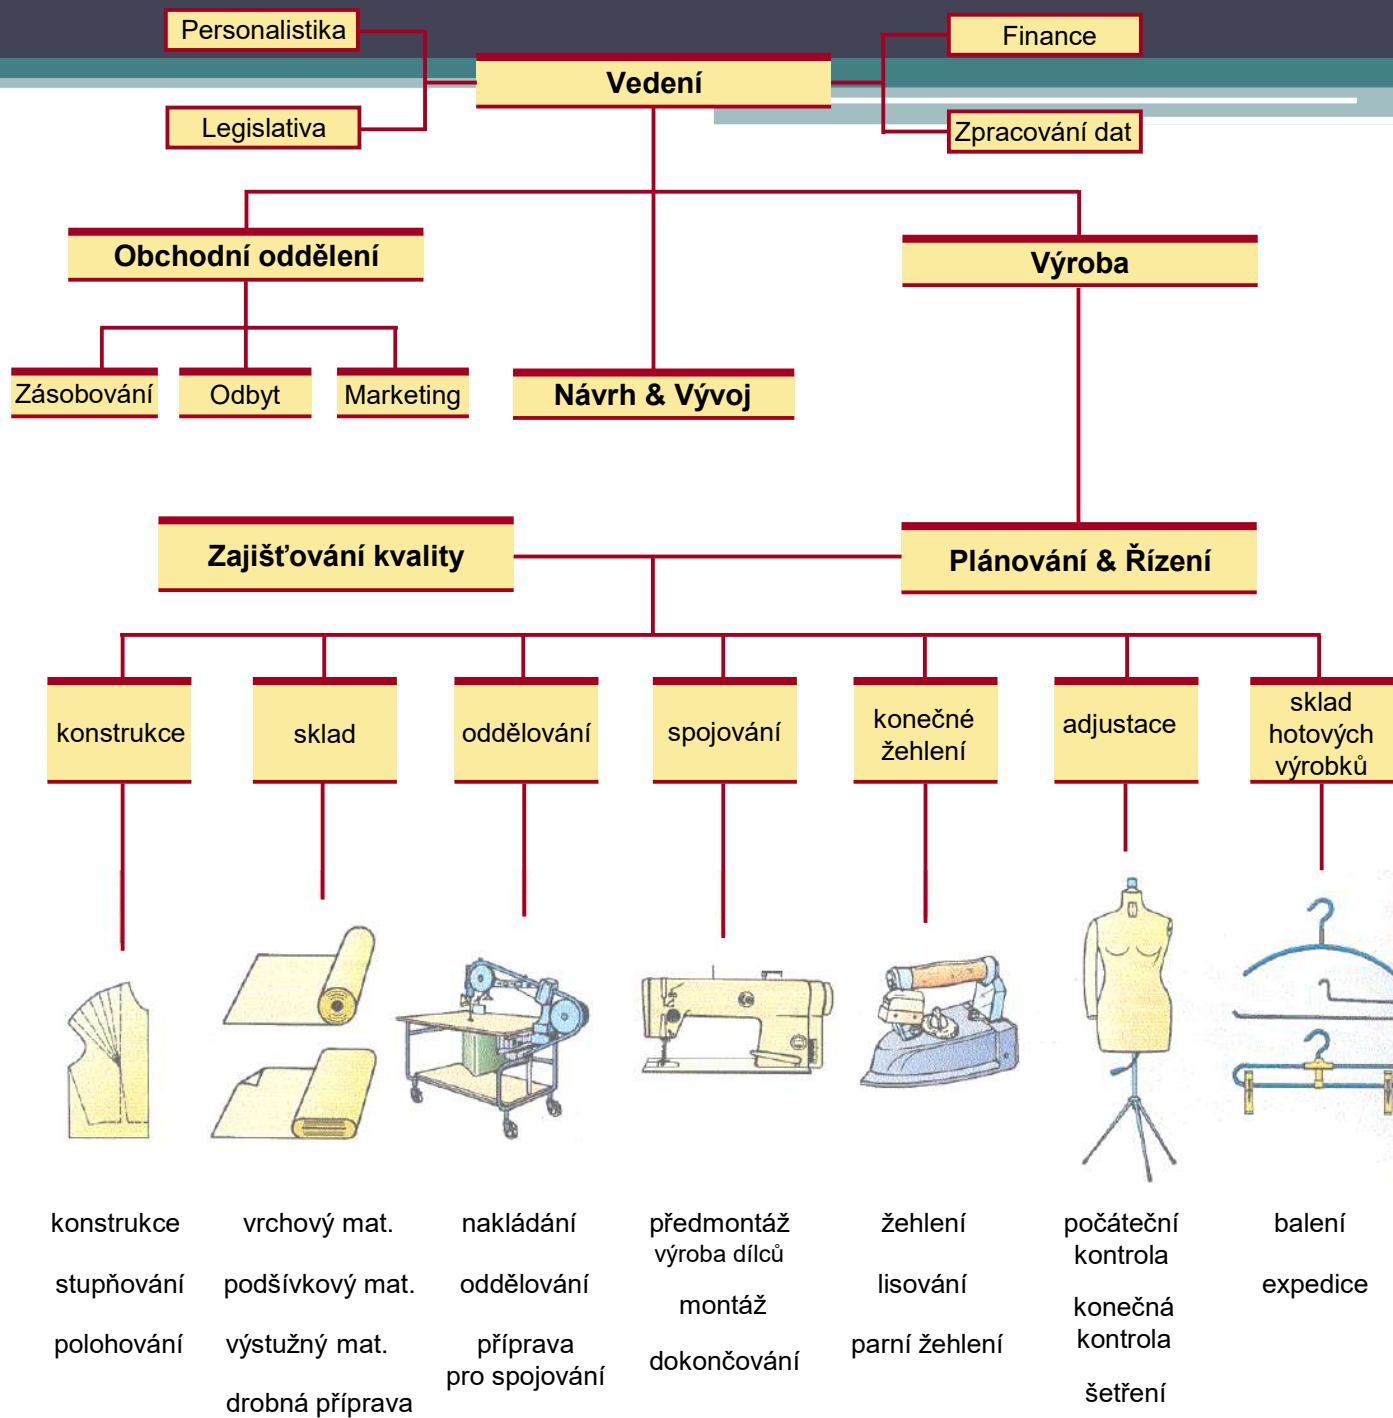 Personalistika
Finance
Vedení
Legislativa
Zpracování dat
Obchodní oddělení
Výroba
Zásobování
Odbyt
Marketing
Návrh & Vývoj
Zajišťování kvality
Plánování & Řízení
konstrukce
sklad
oddělování
spojování
konečné
žehlení
adjustace
sklad
hotových
výrobků
konstrukce
stupňování
polohování
vrchový mat.
podšívkový mat.
výstužný mat.
drobná příprava
nakládání
oddělování
příprava
pro spojování
předmontáž
výroba dílců
montáž
dokončování
žehlení
lisování
parní žehlení
počáteční
kontrola
konečná
kontrola
šetření
balení
expedice